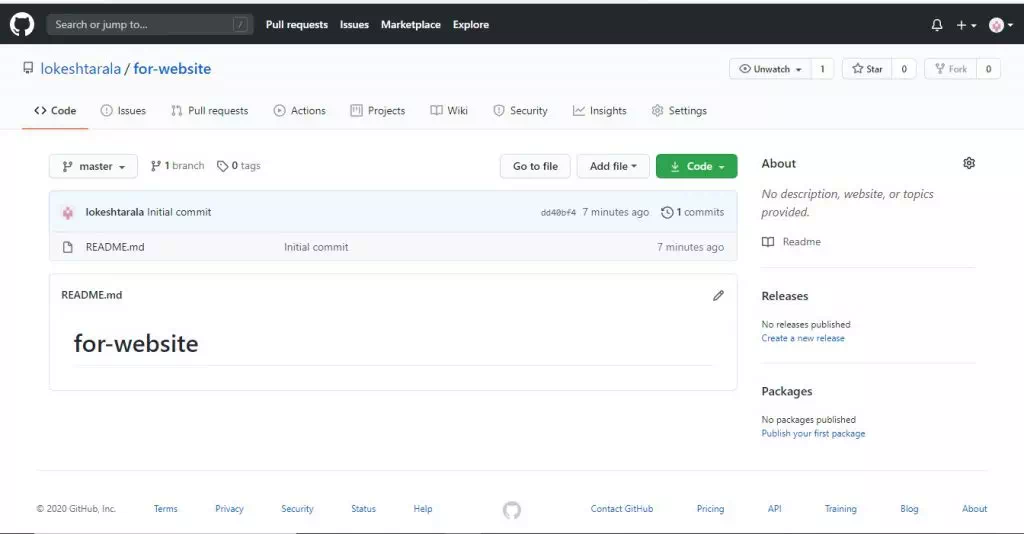 Search or jump to... /
Pull requests Issues Marketplace Explore
lokeshtarala / for-website
Unwatch 1 Star 0 Fork 0
Code Issues Pull requests Actions Projects Wiki Security Insights Settings
master 1 branch 0 tags Go to file Add file Code
lokeshtarala Initial commit dd40bf4 7 minutes ago 1 commits
README.md Initial commit 7 minutes ago
README.md
for-website
About
No description, website, or topics
provided.
Readme
Releases
No releases published
Create a new release
Packages
No packages published
Publish your first package
© 2020 GitHub, Inc. Terms Privacy Security Status Help Contact GitHub Pricing API Training Blog About